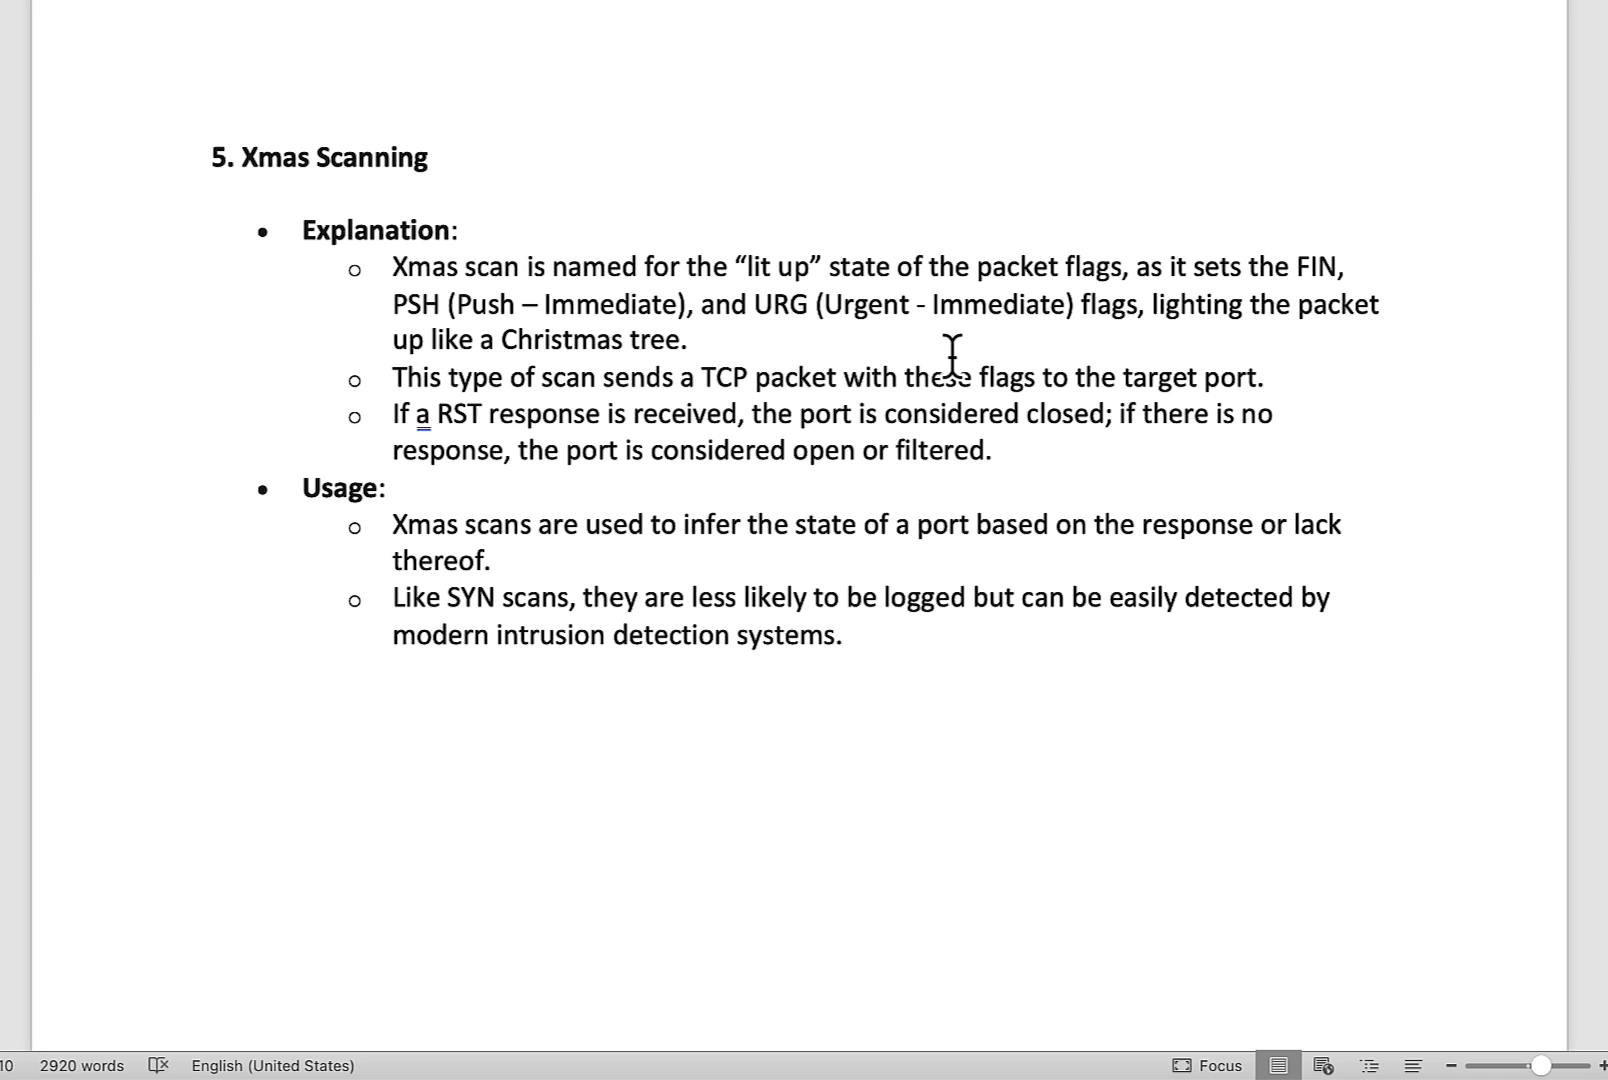 5. Xmas Scanning
• Explanation:
o Xmas scan is named for the “lit up” state of the packet flags, as it sets the FIN,
PSH (Push – Immediate), and URG (Urgent - Immediate) flags, lighting the packet
up like a Christmas tree.
o This type of scan sends a TCP packet with these flags to the target port.
o If a RST response is received, the port is considered closed; if there is no
response, the port is considered open or filtered.
• Usage:
o Xmas scans are used to infer the state of a port based on the response or lack
thereof.
o Like SYN scans, they are less likely to be logged but can be easily detected by
modern intrusion detection systems.
10 2920 words English (United States) Focus